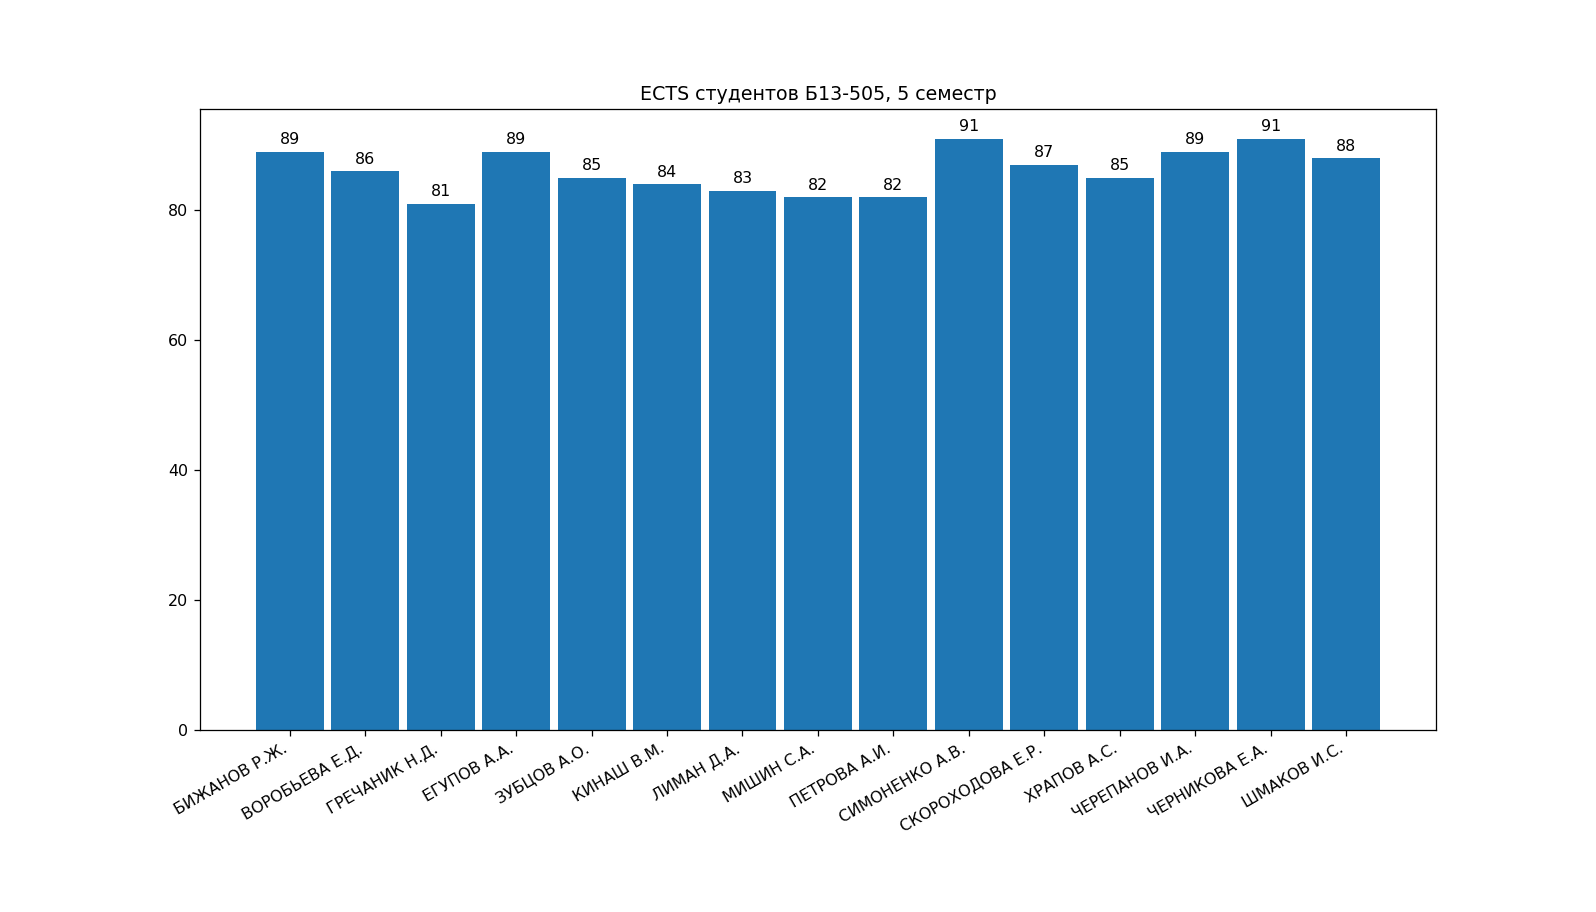 ECTS студентов Б13-505, 5 семестр
89
86
81
89
85
84
83
82
82
91
87
85
89
91
88
80
60
40
20
0
БИЖАНОВ Р.Ж.
ВОРОБЬЕВА Е.Д.
ГРЕЧАНИК Н.Д.
ЕГУПОВ А.А.
ЗУБЦОВ А.О.
КИНАШ В.М.
ЛИМАН Д.А.
МИШИН С.А.
ПЕТРОВА А.И.
СИМОНЕНКО А.В.
СКОРОХОДОВА Е.Р.
ХРАПОВ А.С.
ЧЕРЕПАНОВ И.А.
ЧЕРНИКОВА Е.А.
ШМАКОВ И.С.